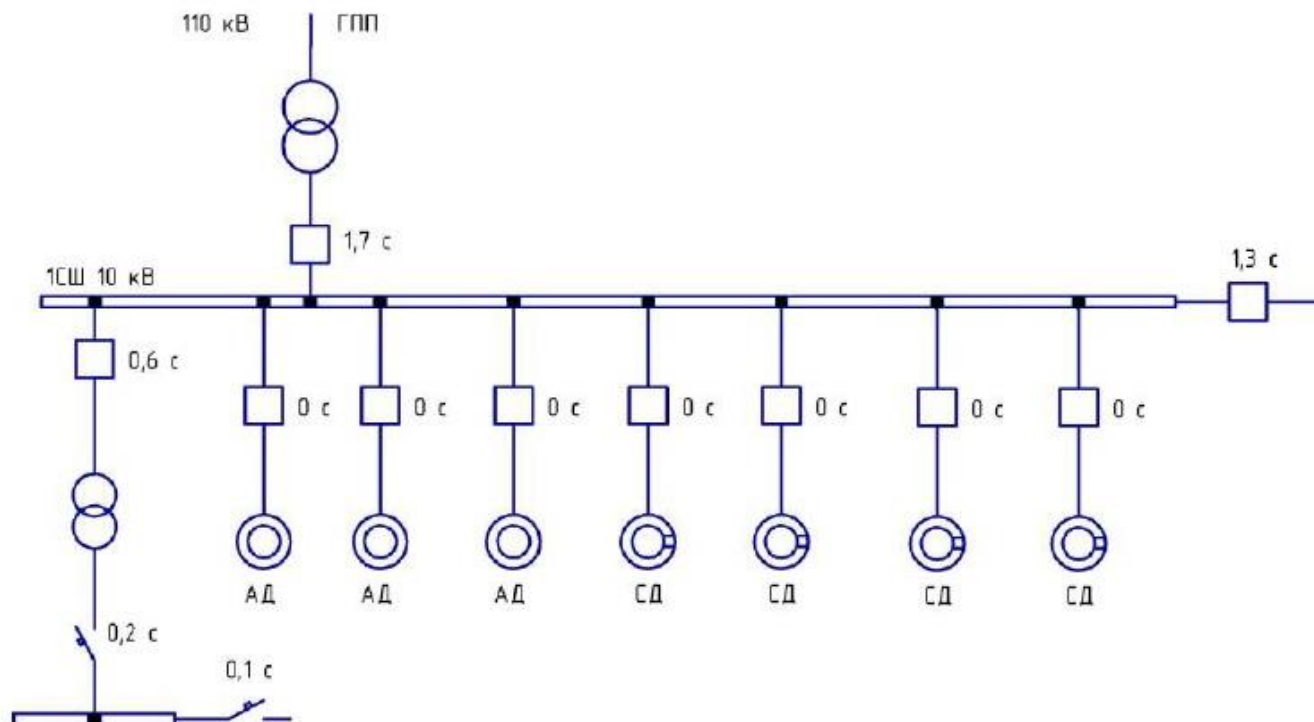 110 кВ ГПП
1,7 с
1СШ 10 кВ
1,3 с
0,6 с
0 с 0 с 0 с 0 с 0 с 0 с 0 с
АД АД АД СД СД СД СД
0,2 с
0,1 с